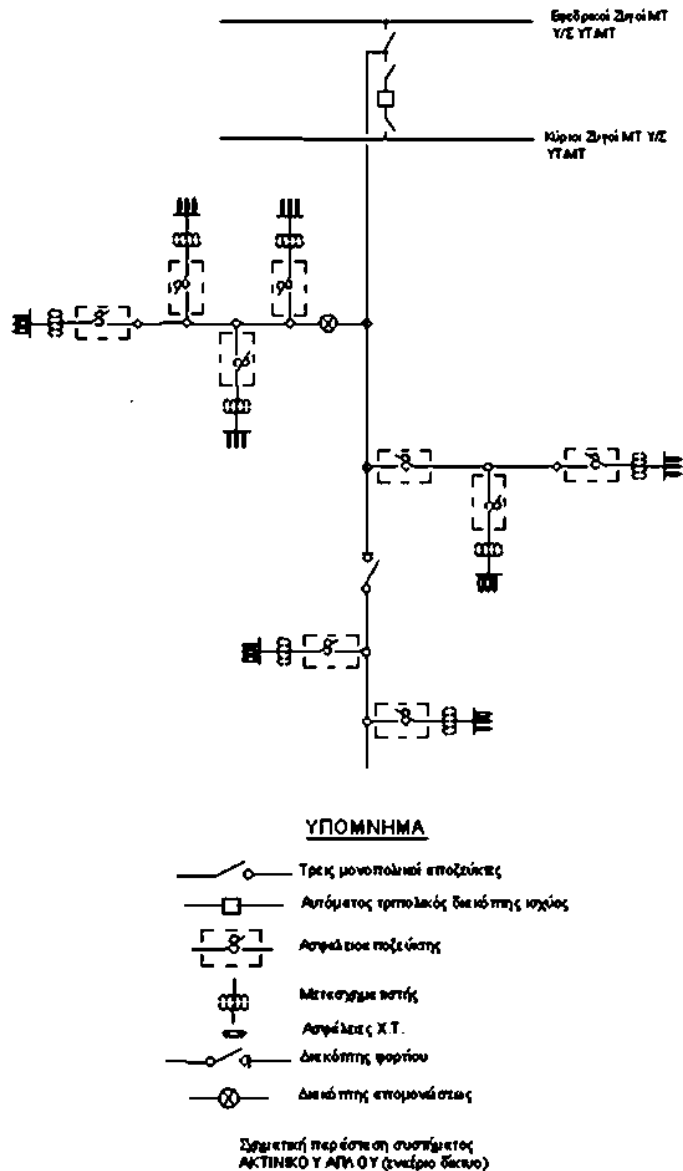 Εφεδρικοί Ζυγοί ΜΤ
Υ/Σ ΥΤ/ΜΤ
Κύριοι Ζυγοί ΜΤ Υ/Σ
ΥΤ/ΜΤ
ΥΠΟΜΝΗΜΑ
Τρεις μονοπολικοί αποζεύκτες
Αυτόματος τριπολικός διακόπτης ισχύος
Ασφαλειοαποζεύκτης
Μετασχηματιστής
Ασφάλειες Χ.Τ.
Διακόπτης φορτίου
Διακόπτης απομονώσεως
Σχηματική παράσταση συστήματος
ΑΚΤΙΝΙΚΟΥ ΑΠΛΟΥ (εναέριο δίκτυο)